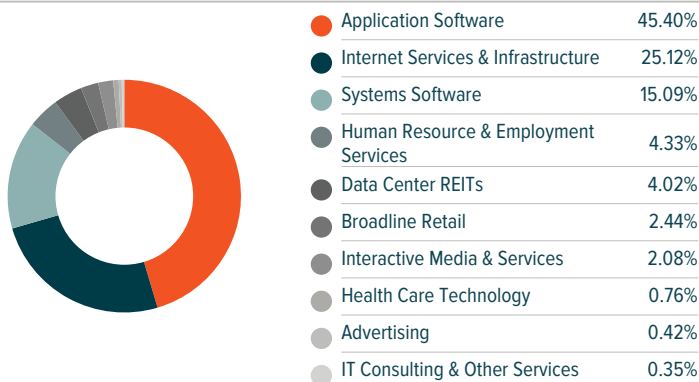 Application Software 45.40%
Internet Services & Infrastructure 25.12%
Systems Software 15.09%
Human Resource & Employment
Services 4.33%
Data Center REITs 4.02%
Broadline Retail 2.44%
Interactive Media & Services 2.08%
Health Care Technology 0.76%
Advertising 0.42%
IT Consulting & Other Services 0.35%